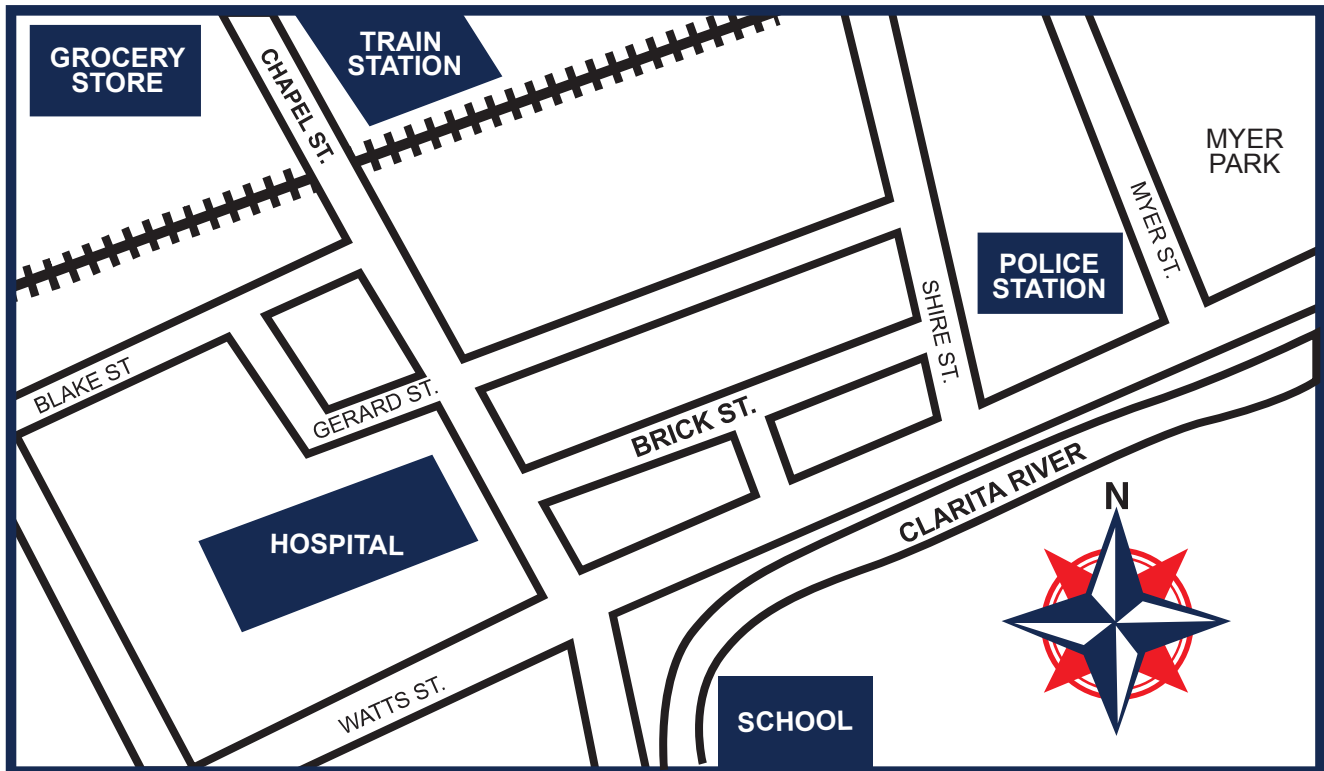 GROCERY
STORE
CHAPEL ST.
TRAIN
STATION
MYER
PARK
MYER ST.
POLICE
STATION
SHIRE ST.
BLAKE ST
GERARD ST.
BRICK ST.
HOSPITAL
CLARITA RIVER
N
WATTS ST.
SCHOOL